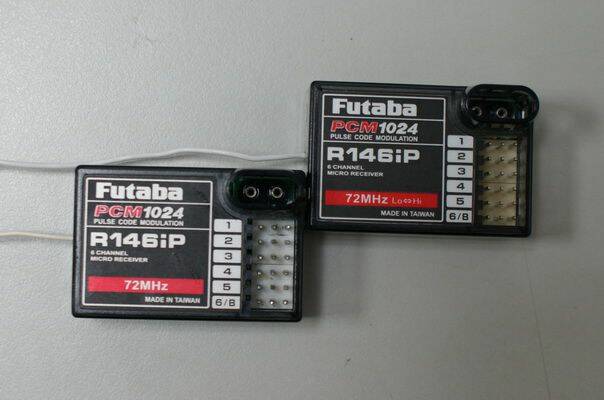 Futaba
PCM1024
PULSE CODE MODULATION
R146iP
6 CHANNEL
MICRO RECEIVER
72MHz Lo⇔Hi
MADE IN TAIWAN
1
2
3
4
5
6/B
Futaba
PCM1024
PULSE CODE MODULATION
R146iP
6 CHANNEL
MICRO RECEIVER
72MHz
MADE IN TAIWAN
1
2
3
4
5
6/B